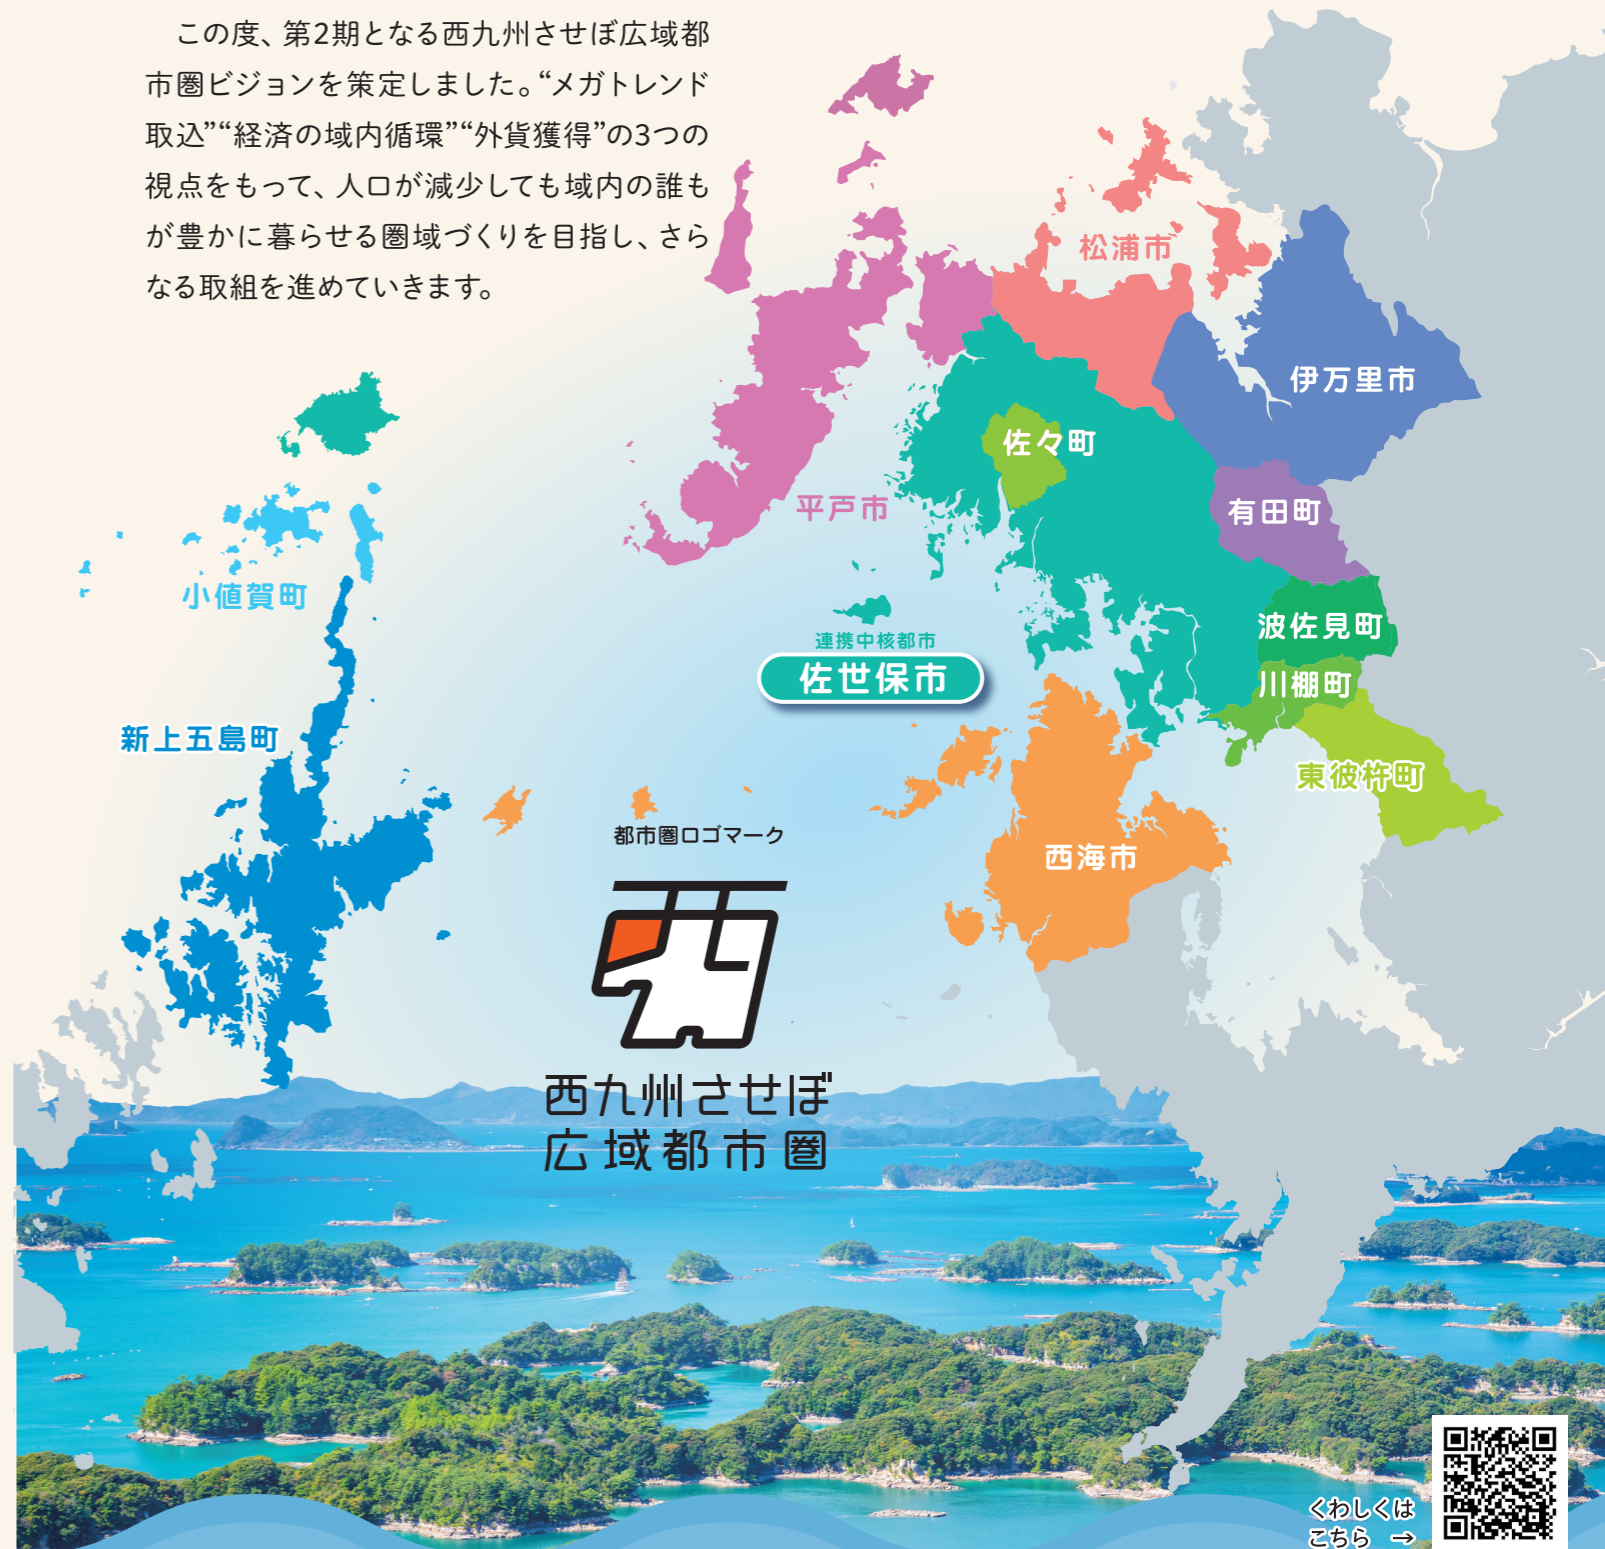 この度、第2期となる西九州させぼ広域都
市圏ビジョンを策定しました。“メガトレンド
取込”“経済の域内循環”“外貨獲得”の3つの
視点をもって、人口が減少しても域内の誰も
が豊かに暮らせる圏域づくりを目指し、さら
なる取組を進めていきます。
松浦市
伊万里市
佐々町
平戸市
有田町
小値賀町
波佐見町
連携中核都市
佐世保市
川棚町
新上五島町
東彼杵町
都市圏ロゴマーク
西海市
西九州させぼ
広域都市圏
くわしくは
こちら →